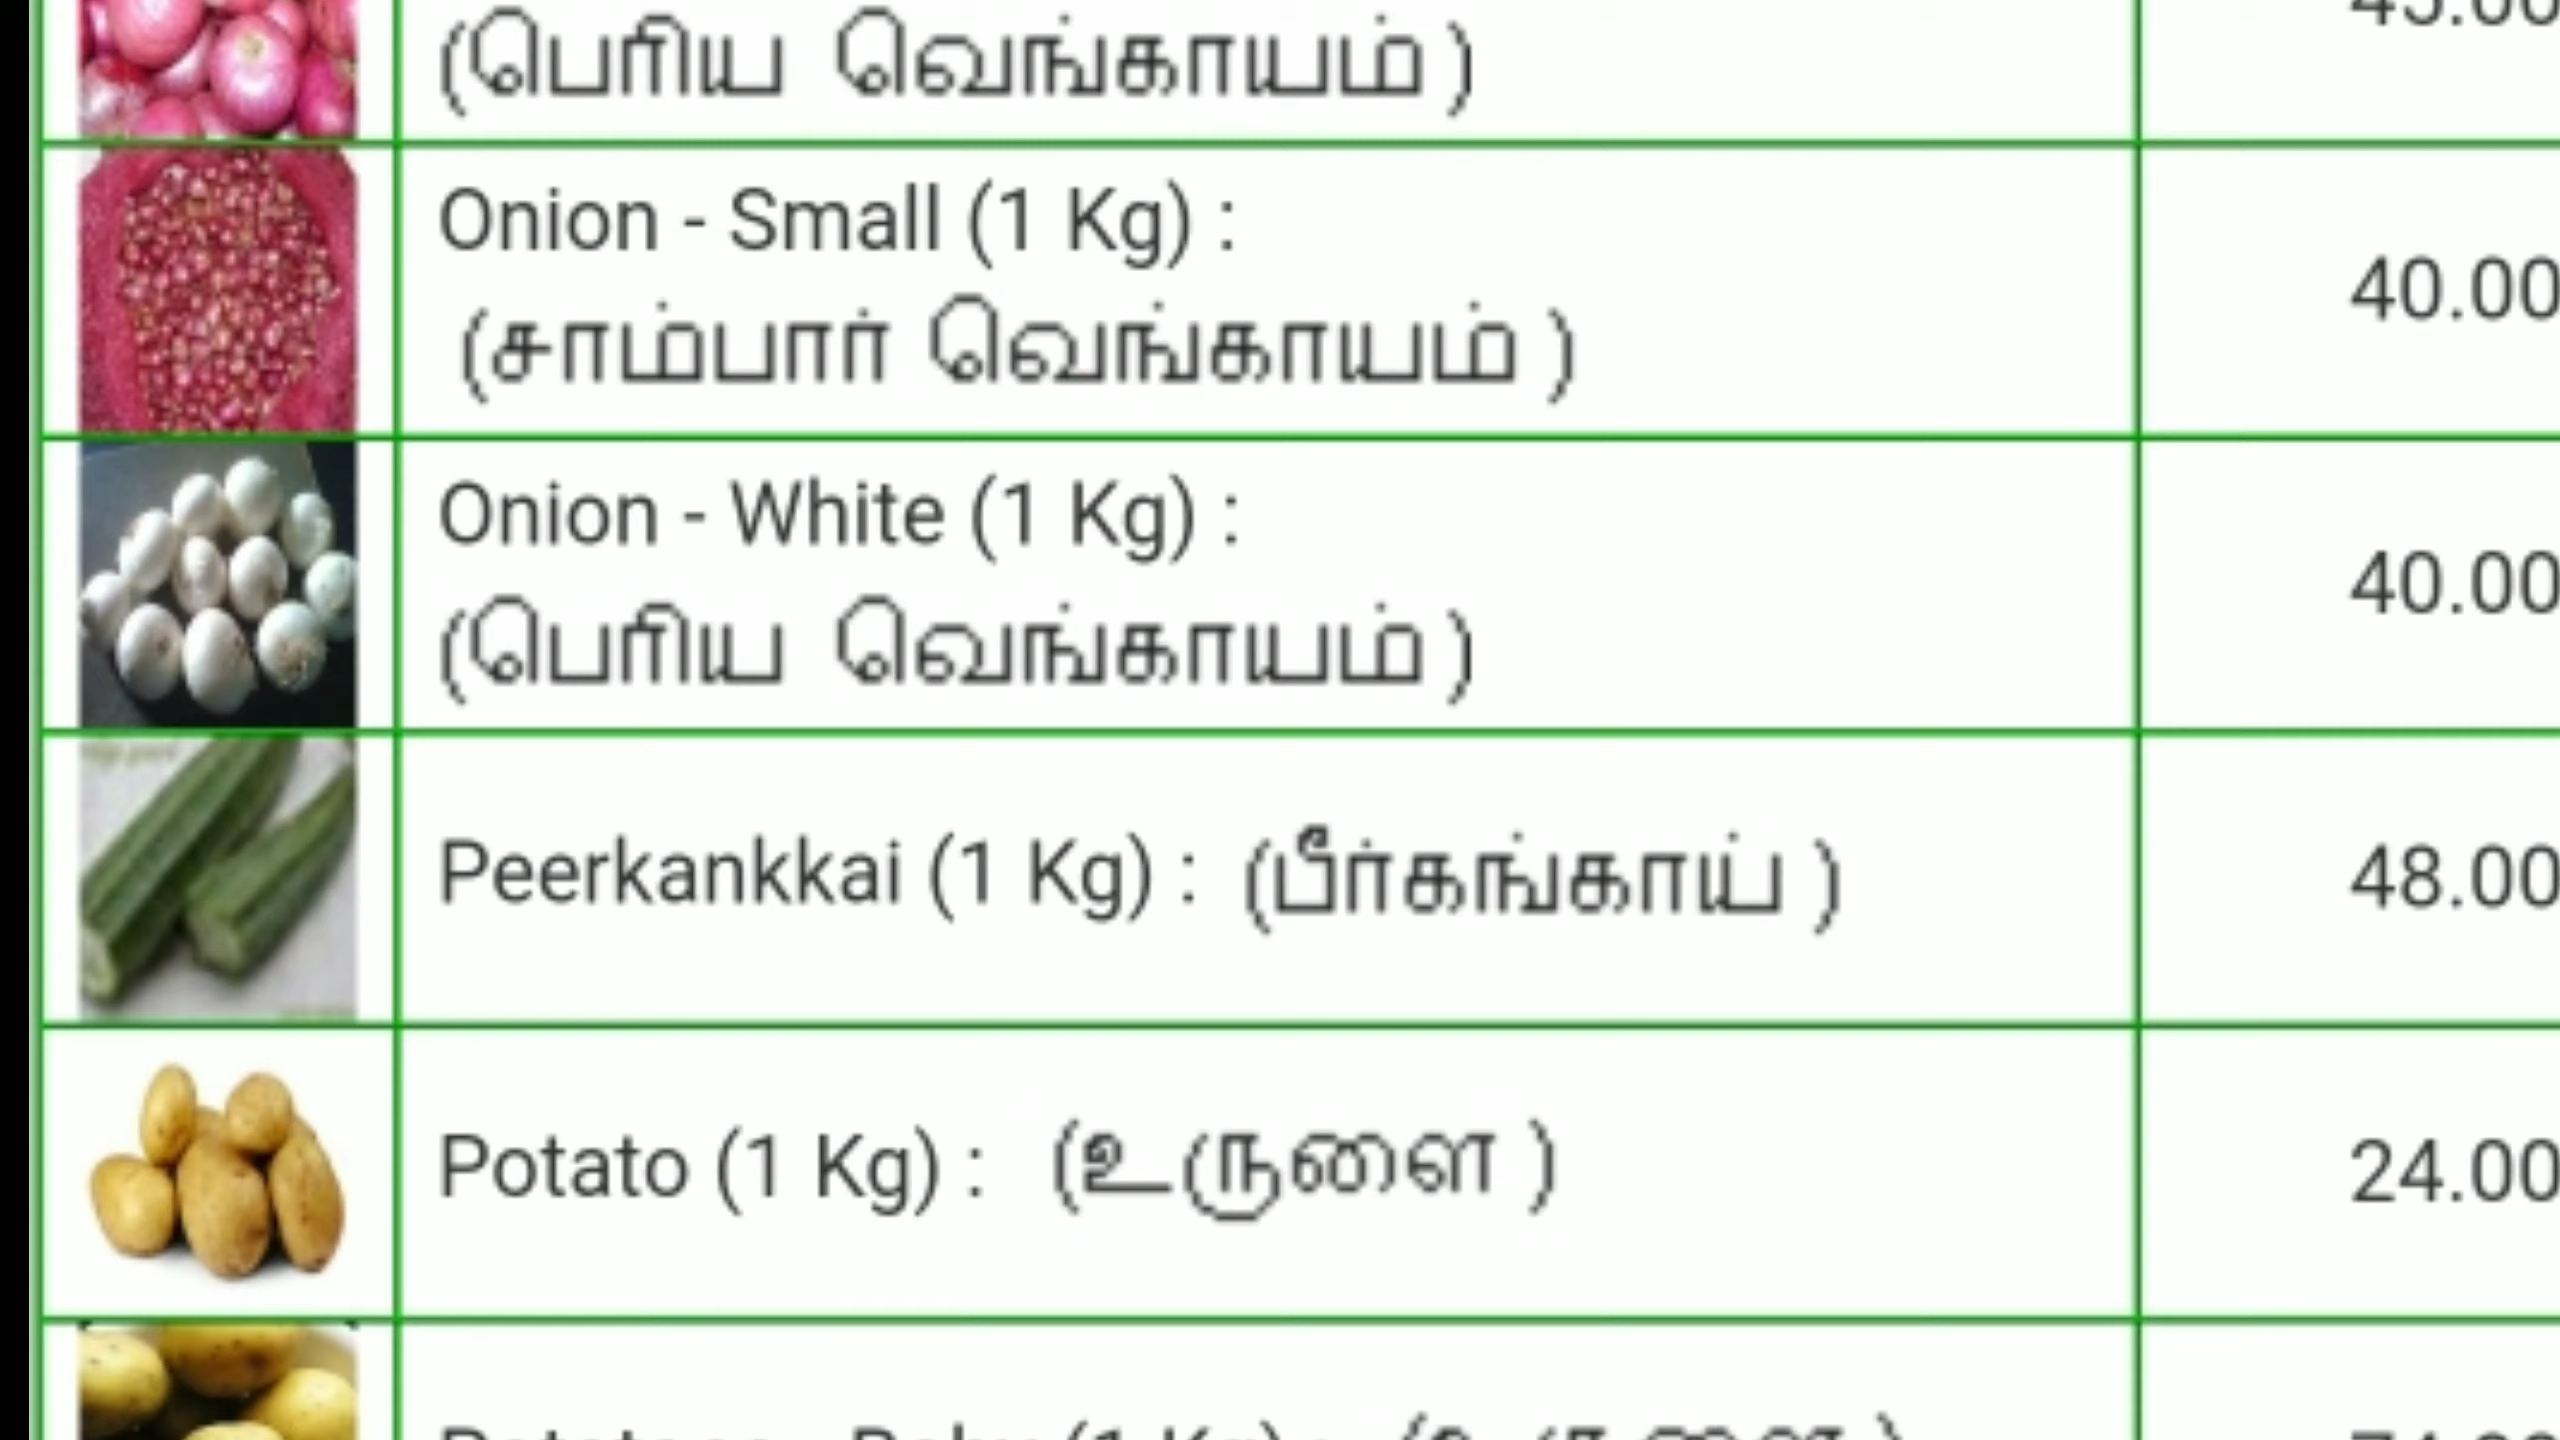 (பெரிய வெங்காயம்)
Onion - Small (1 Kg) :
(சாம்பார் வெங்காயம்)
40.00
Onion - White (1 Kg) :
(பெரிய வெங்காயம்)
40.00
Peerkankkai (1 Kg) : (பீர்கங்காய்)
48.00
Potato (1 Kg) : (உருளை)
24.00